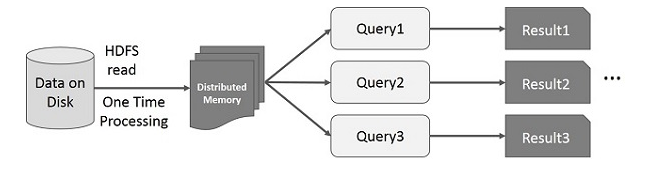 HDFS
read
Data on
Disk
One Time
Processing
Distributed
Memory
Query1
Result1
Query2
Result2
...
Query3
Result3